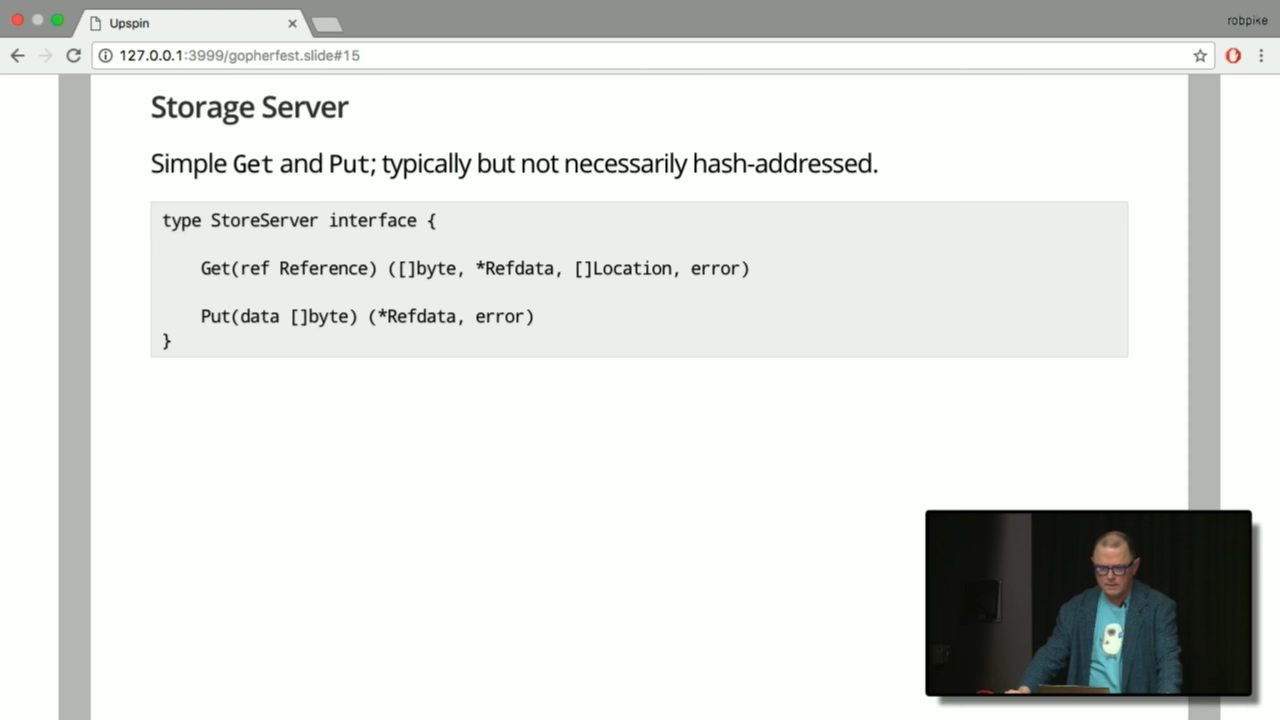 Upspin
robpike
127.0.0.1:3999/gopherfest.slide#15
Storage Server
Simple Get and Put; typically but not necessarily hash-addressed.
type StoreServer interface {
Get(ref Reference) ([]byte, *Refdata, []Location, error)
Put(data []byte) (*Refdata, error)
}